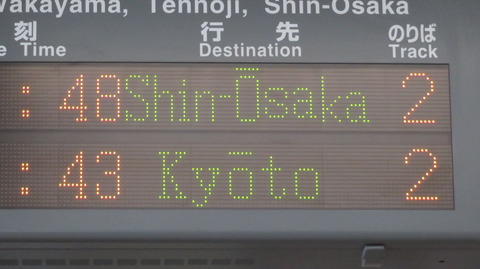 Wakayama, Tennoji, Shin-Osaka
刻 行先 のりば
Time Destination Track
:48 Shin-Ōsaka 2
:43 Kyōto 2